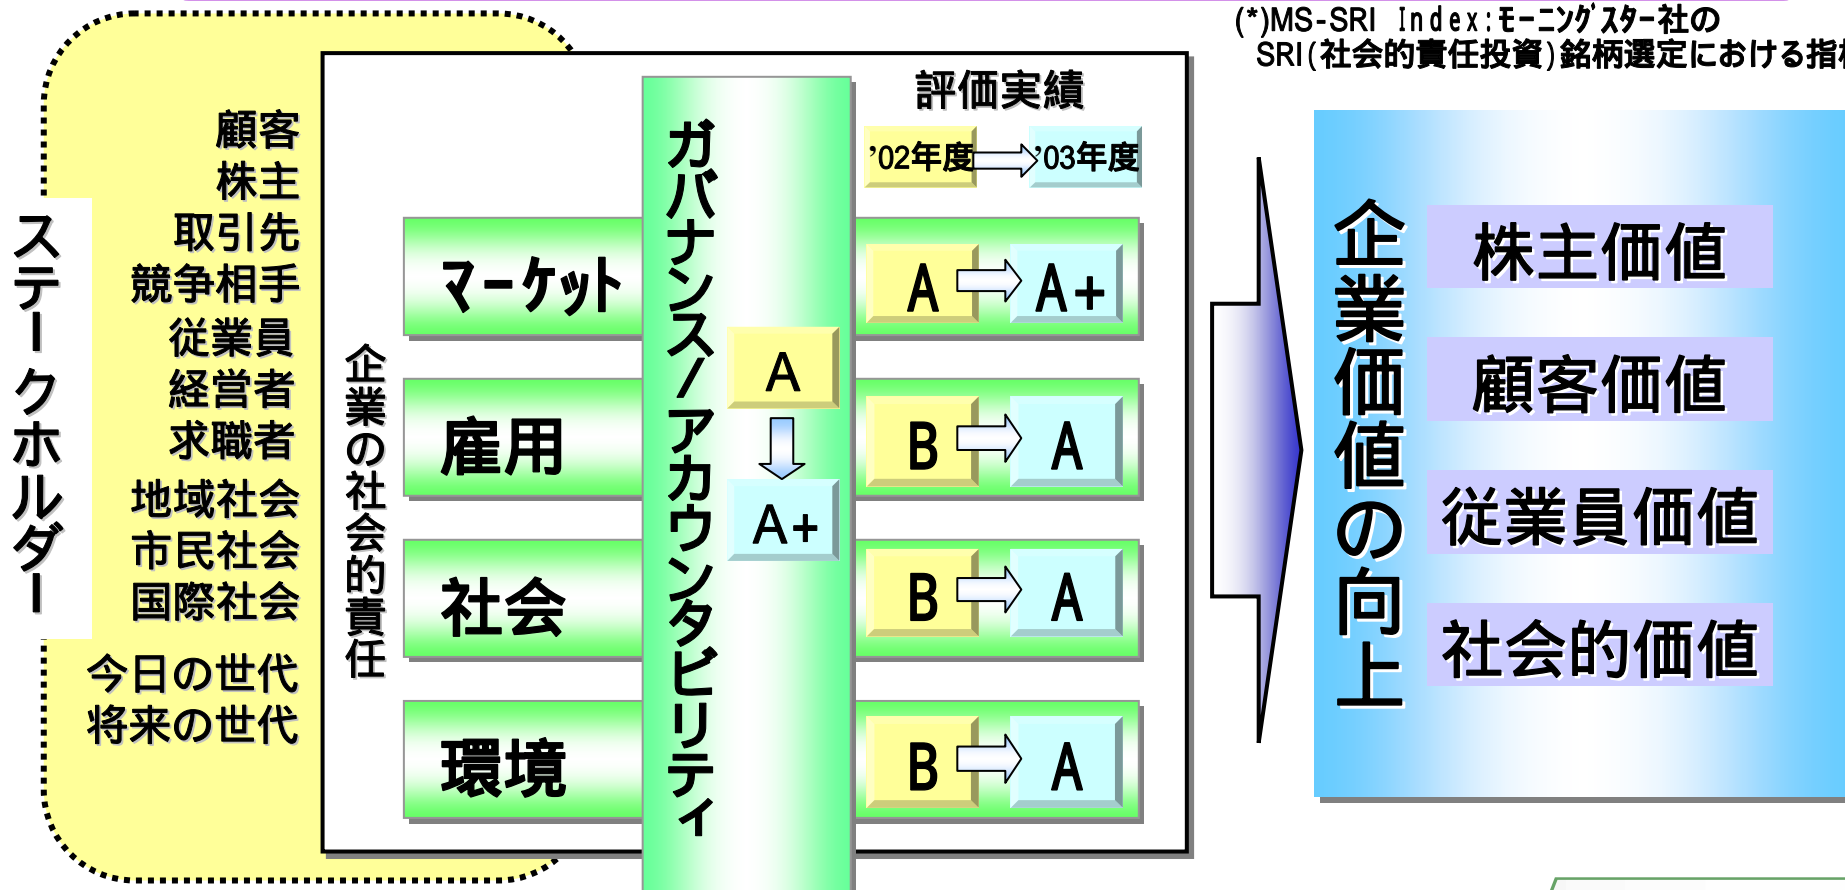 (*)MS-SRI Index:モーニングスター社の
SRI(社会的責任投資)銘柄選定における指標
ステークホルダー
顧客
株主
取引先
競争相手
従業員
経営者
求職者
地域社会
市民社会
国際社会
今日の世代
将来の世代
企業の社会的責任
ガバナンス/アカウンタビリティ
A
A+
評価実績
’02年度
’03年度
マーケット
A
A+
雇用
B
A
社会
B
A
環境
B
A
企業価値の向上
株主価値
顧客価値
従業員価値
社会的価値